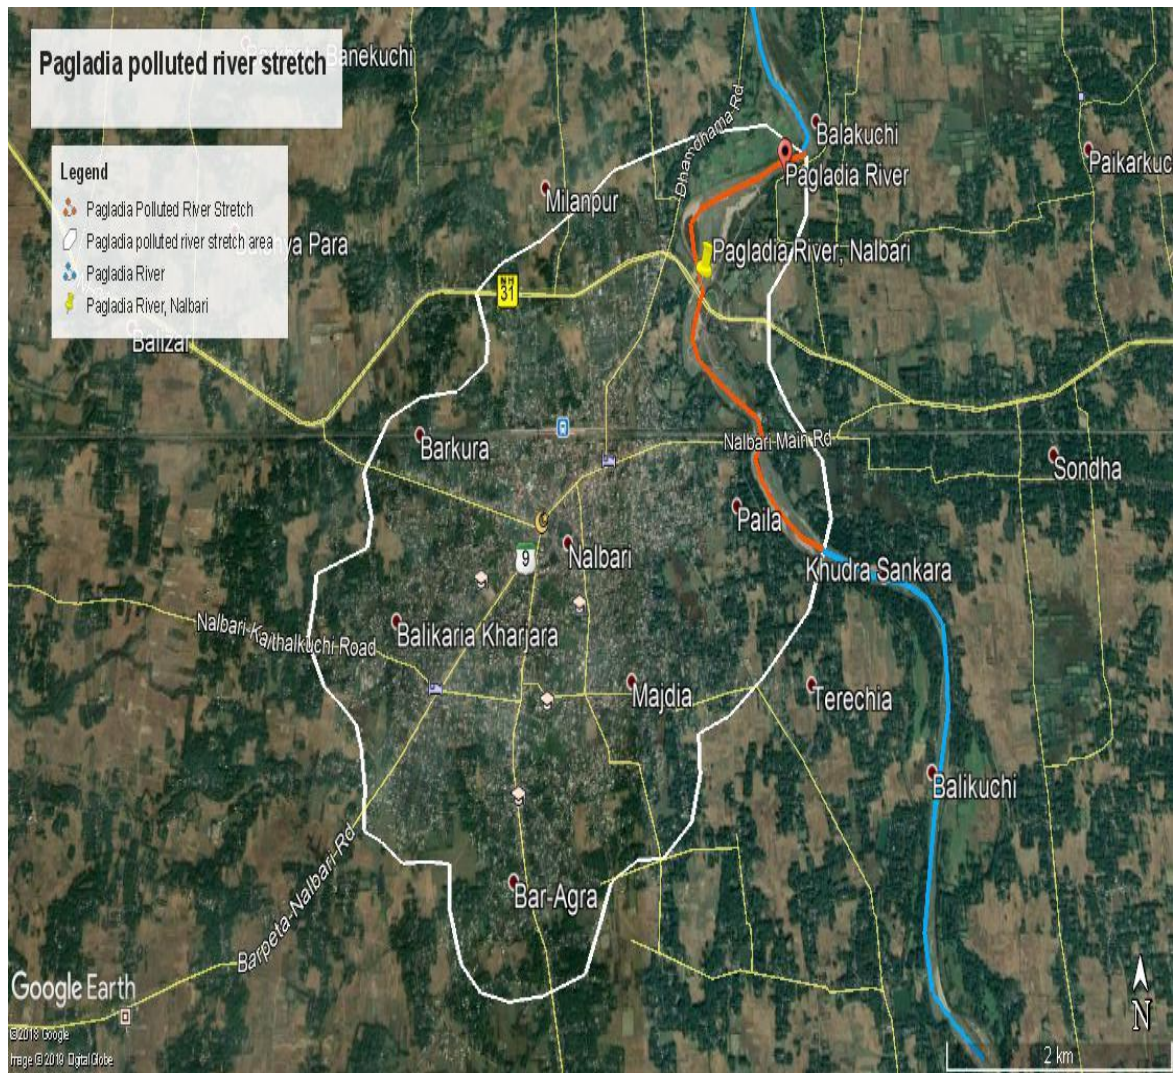 Pagladia polluted river stretch
Banekuchi
Legend
Pagladia Polluted River Stretch
Pagladia polluted river stretch area
Pagladia River
Pagladia River, Nalbari
Para
Balizar
Dhamdhama Rd
Balakuchi
Paikarkuc
Pagladia River
Milanpur
Pagladia River, Nalbari
31
Barkura
Nalbari Main Rd
Sondha
Paila
9
Nalbari
Khudra Sankara
Nalbari-Kaithalkuchi Road
Balikaria Kharjara
Majdia
Terechia
Balikuchi
Bar-Agra
Barpeta-Nalbari-Rd
Google Earth
© 2018 Google
Image © 2019 DigitalGlobe
N
2 km